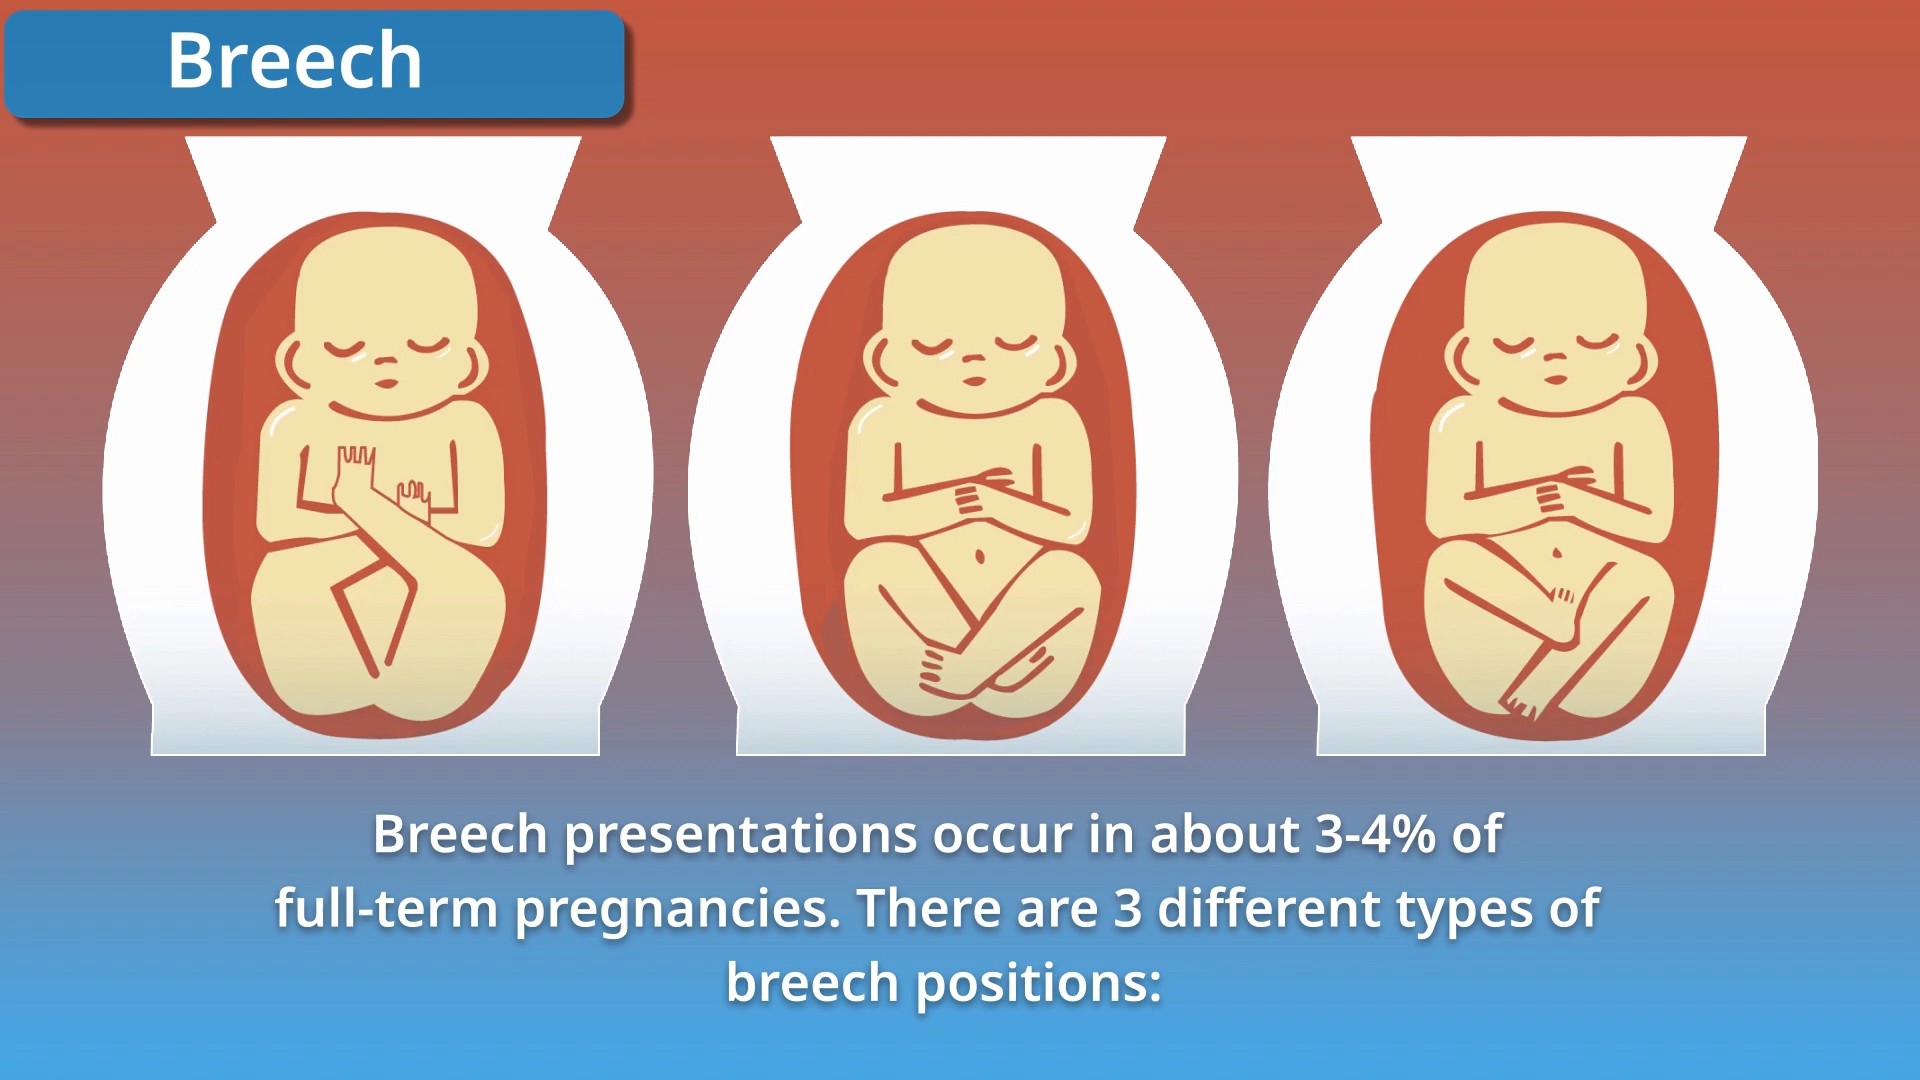 Breech
Breech presentations occur in about 3-4% of
full-term pregnancies. There are 3 different types of
breech positions: